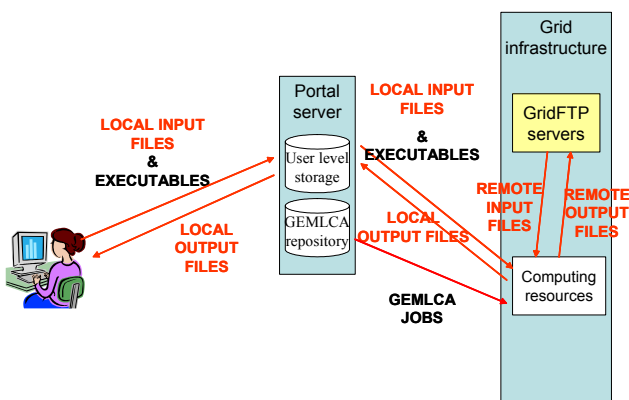 Grid
infrastructure
Portal
server
LOCAL INPUT
FILES
&
EXECUTABLES
GridFTP
servers
LOCAL INPUT
FILES
&
EXECUTABLES
User level
storage
REMOTE
INPUT
FILES
REMOTE
OUTPUT
FILES
LOCAL
OUTPUT
FILES
GEMLCA
repository
LOCAL
OUTPUT FILES
Computing
resources
GEMLCA
JOBS